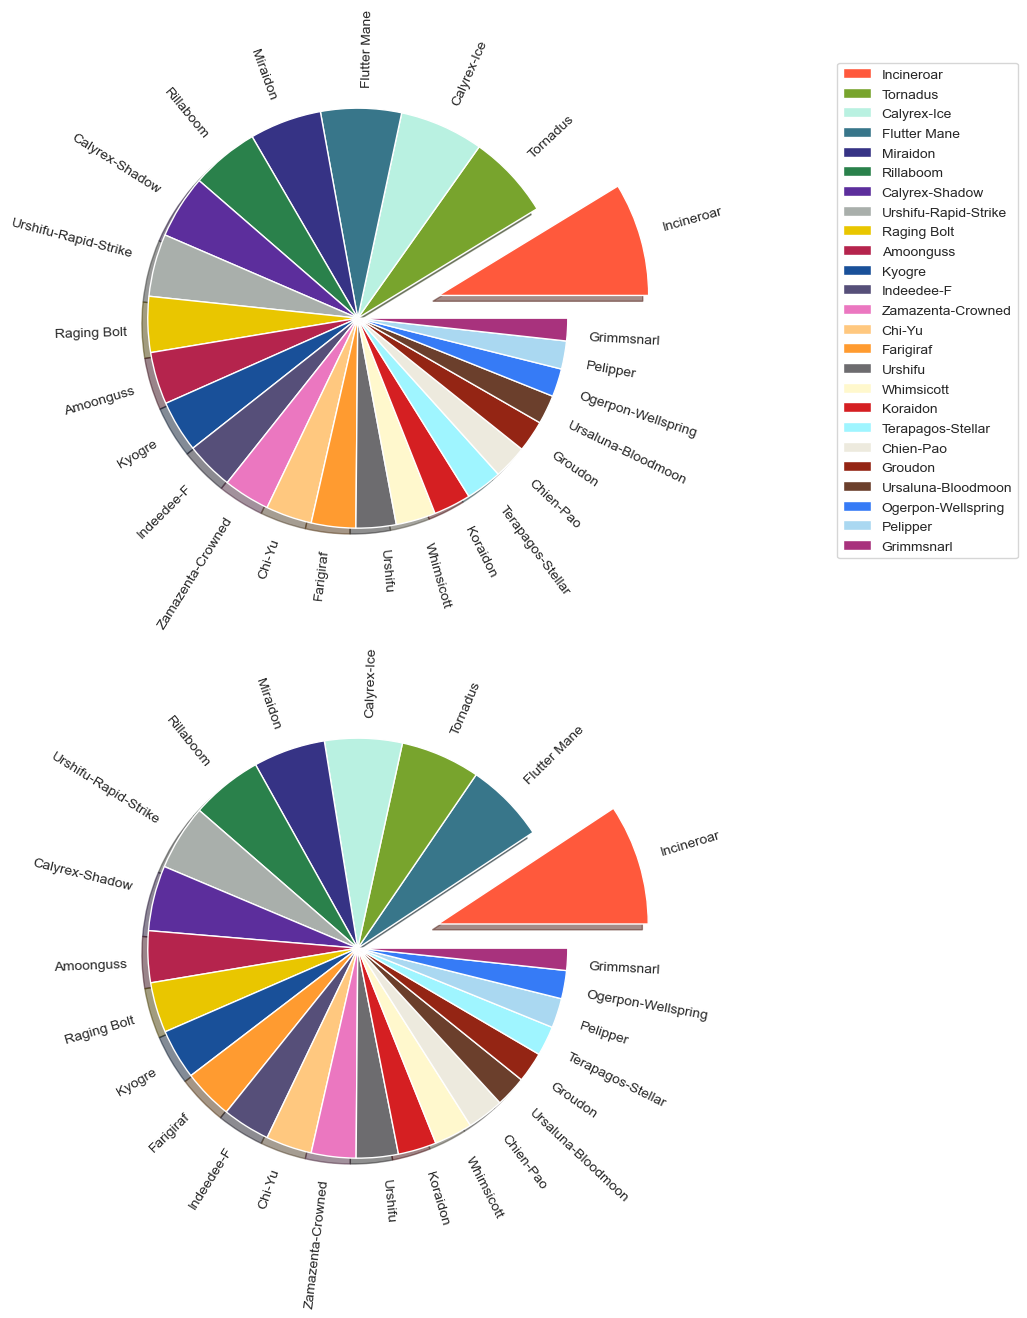 Flutter Mane
Calyrex-Ice
Miraidon
Rillaboom
Tornadus
Calyrex-Shadow
Incineroar
Urshifu-Rapid-Strike
Raging Bolt
Grimmsnarl
Pelipper
Amoonguss
Ogerpon-Wellspring
Ursaluna-Bloodmoon
Kyogre
Groudon
Indeedee-F
Chien-Pao
Zamazenta-Crowned
Terapagos-Stellar
Chi-Yu
Farigiraf
Urshifu
Whimsicott
Koraidon
Incineroar
Tornadus
Calyrex-Ice
Flutter Mane
Miraidon
Rillaboom
Calyrex-Shadow
Urshifu-Rapid-Strike
Raging Bolt
Amoonguss
Kyogre
Indeedee-F
Zamazenta-Crowned
Chi-Yu
Farigiraf
Urshifu
Whimsicott
Koraidon
Terapagos-Stellar
Chien-Pao
Groudon
Ursaluna-Bloodmoon
Ogerpon-Wellspring
Pelipper
Grimmsnarl
Calyrex-Ice
Miraidon
Tornadus
Rillaboom
Flutter Mane
Urshifu-Rapid-Strike
Incineroar
Calyrex-Shadow
Amoonguss
Grimmsnarl
Ogerpon-Wellspring
Raging Bolt
Pelipper
Terapagos-Stellar
Kyogre
Groudon
Farigiraf
Ursaluna-Bloodmoon
Indeedee-F
Chien-Pao
Chi-Yu
Zamazenta-Crowned
Urshifu
Koraidon
Whimsicott